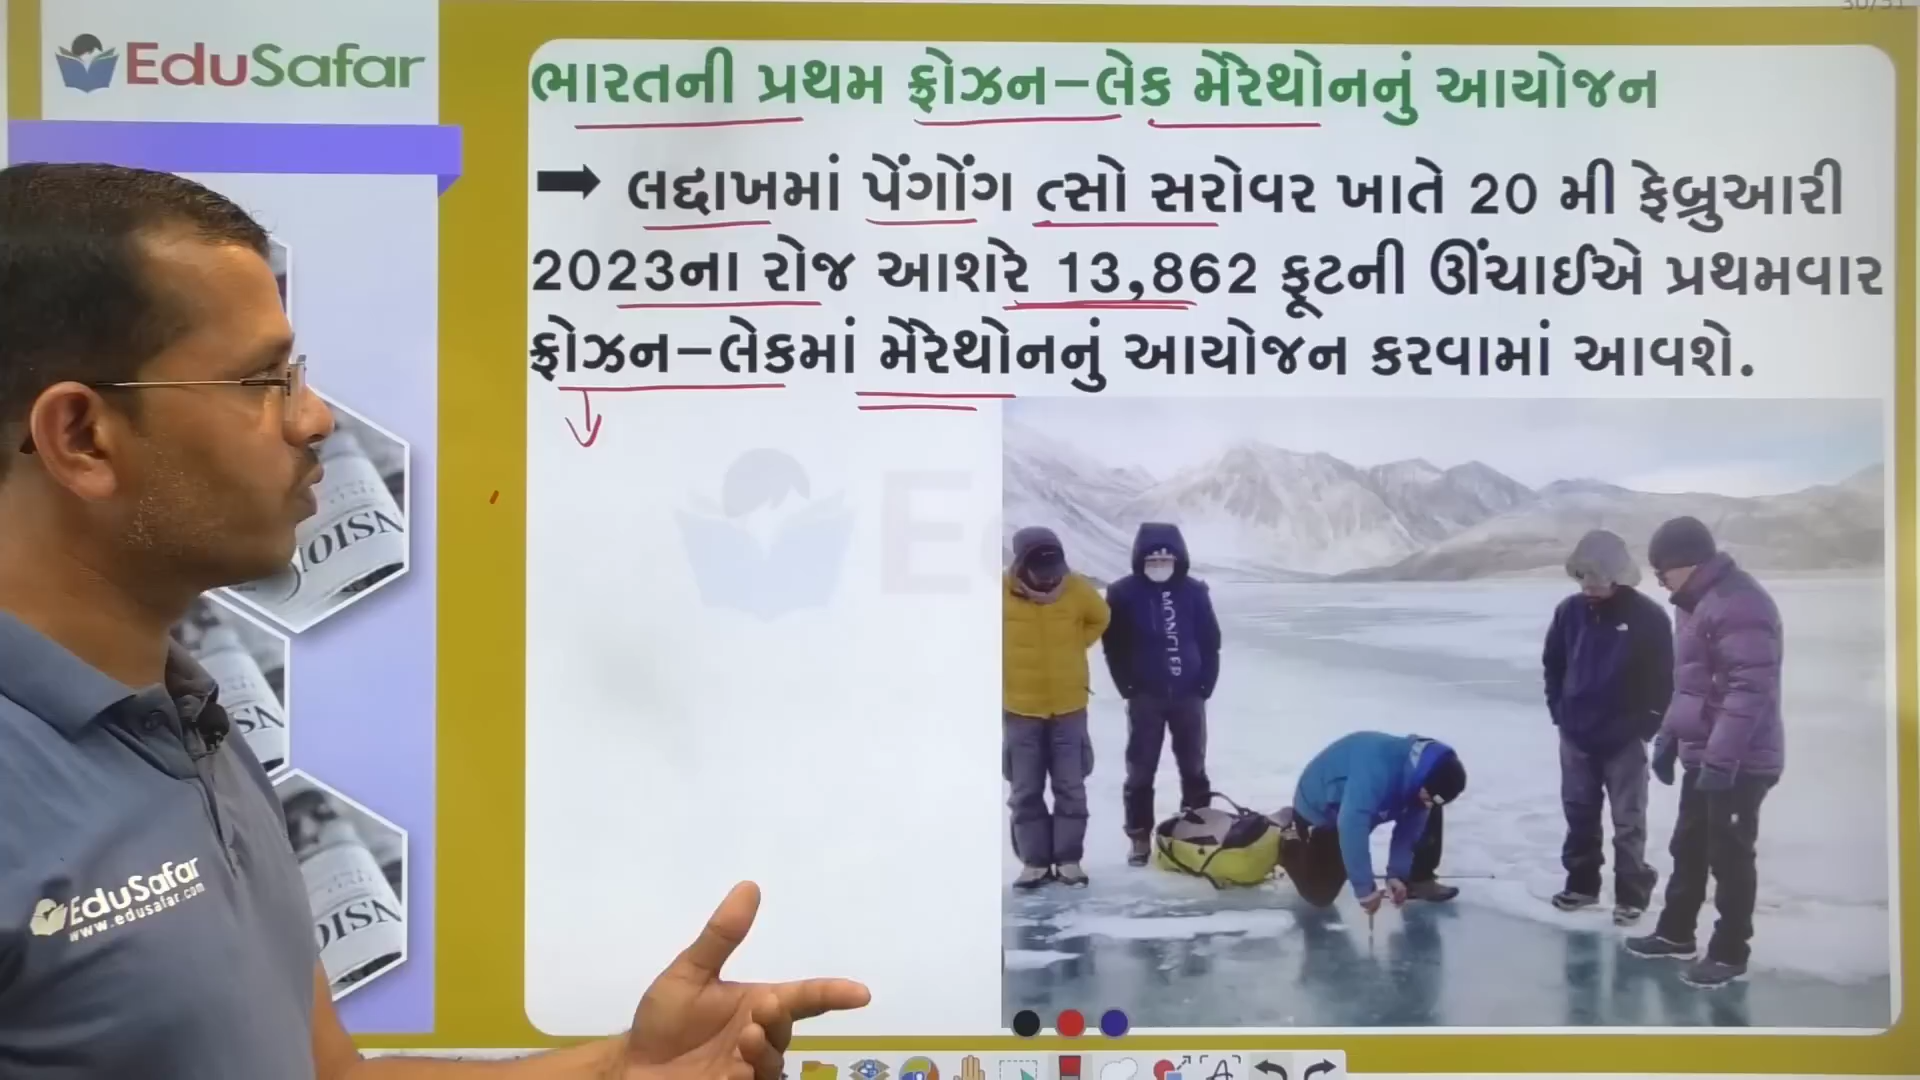 EduSafar
ભારતની પ્રથમ ફ્રોઝન–લેક મેરેથોનનું આયોજન
➡ લદ્દાખમાં પેંગોંગ ત્સો સરોવર ખાતે 20 મી ફેબ્રુઆરી
2023ના રોજ આશરે 13,862 ફૂટની ઊંચાઈએ પ્રથમવાર
ફ્રોઝન–લેકમાં મેરેથોનનું આયોજન કરવામાં આવશે.
MONCLER
EduSafar
www.edusafar.com